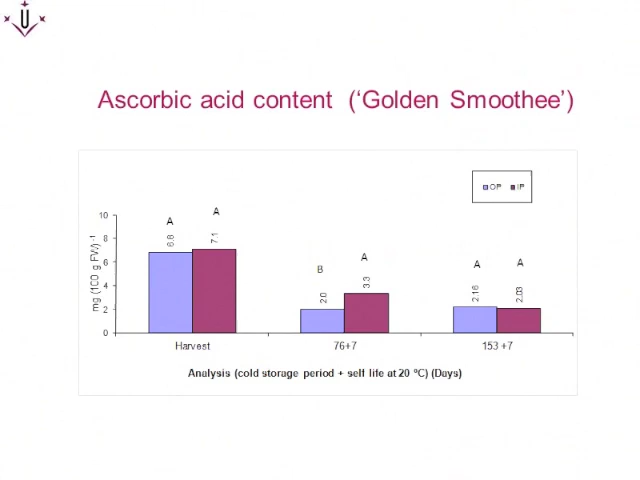 U
Ascorbic acid content (‘Golden Smoothee’)
OP IP
mg (100 g FW) -1
10
8
6
4
2
0
A
6.8
A
7.1
B
2.0
A
3.3
A
2.16
A
2.03
Harvest 76+7 153 +7
Analysis (cold storage period + self life at 20 ºC) (Days)